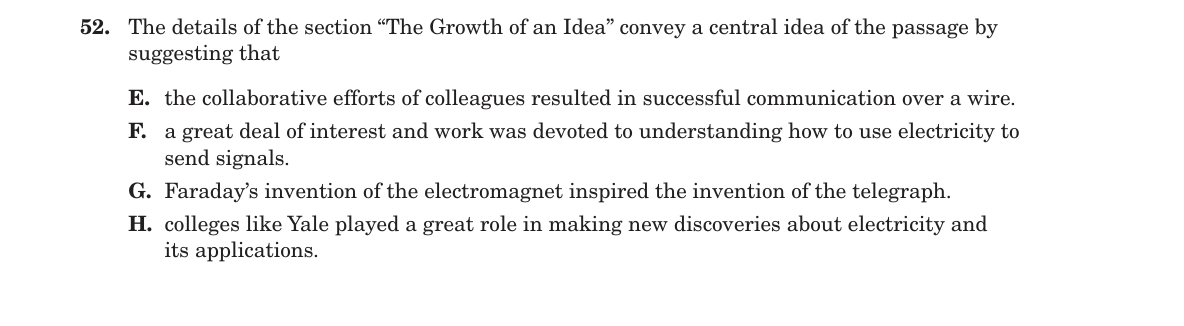 52. The details of the section “The Growth of an Idea” convey a central idea of the passage by
suggesting that
E. the collaborative efforts of colleagues resulted in successful communication over a wire.
F. a great deal of interest and work was devoted to understanding how to use electricity to
send signals.
G. Faraday’s invention of the electromagnet inspired the invention of the telegraph.
H. colleges like Yale played a great role in making new discoveries about electricity and
its applications.